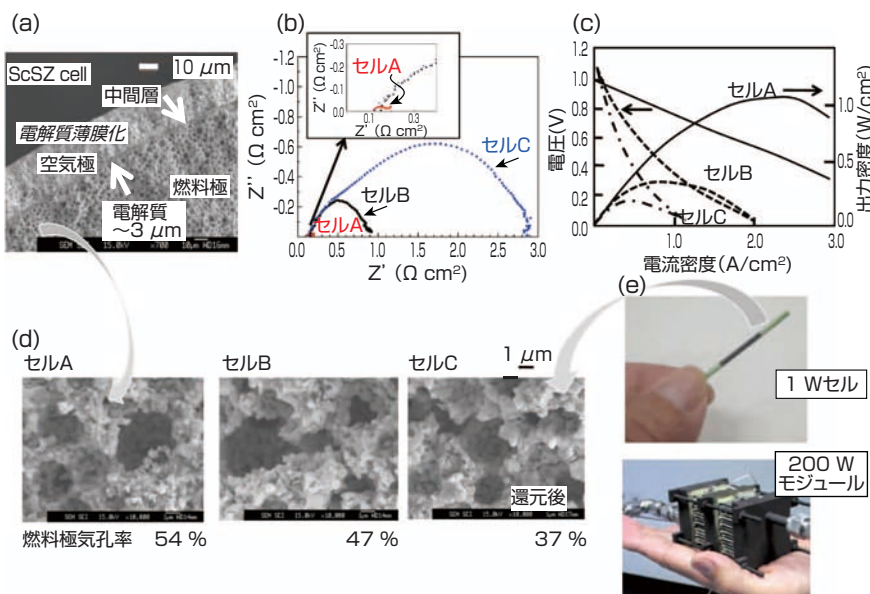 (a)
ScSZ cell
10 μm
中間層
電解質薄膜化
空気極
燃料極
電解質
～3 μm
(b)
Z'' (Ω cm²)
-1.2
-1.0
-0.8
-0.6
-0.4
-0.2
0.0
0.5
1.0
1.5
2.0
2.5
3.0
Z' (Ω cm²)
Z' (Ω cm²)
-0.3
-0.2
-0.1
0.0
0.1
0.3
Z' (Ω cm²)
セルA
セルC
セルB
セルA
(c)
電圧(V)
1.2
1.0
0.8
0.6
0.4
0.2
0.0
1.0
2.0
3.0
電流密度(A/cm²)
1.0
0.5
0.0
出力密度(W/cm²)
セルA
セルB
セルC
(d)
セルA
セルB
セルC
1 μm
還元後
燃料極気孔率 54 %
47 %
37 %
(e)
1 Wセル
200 W
モジュール